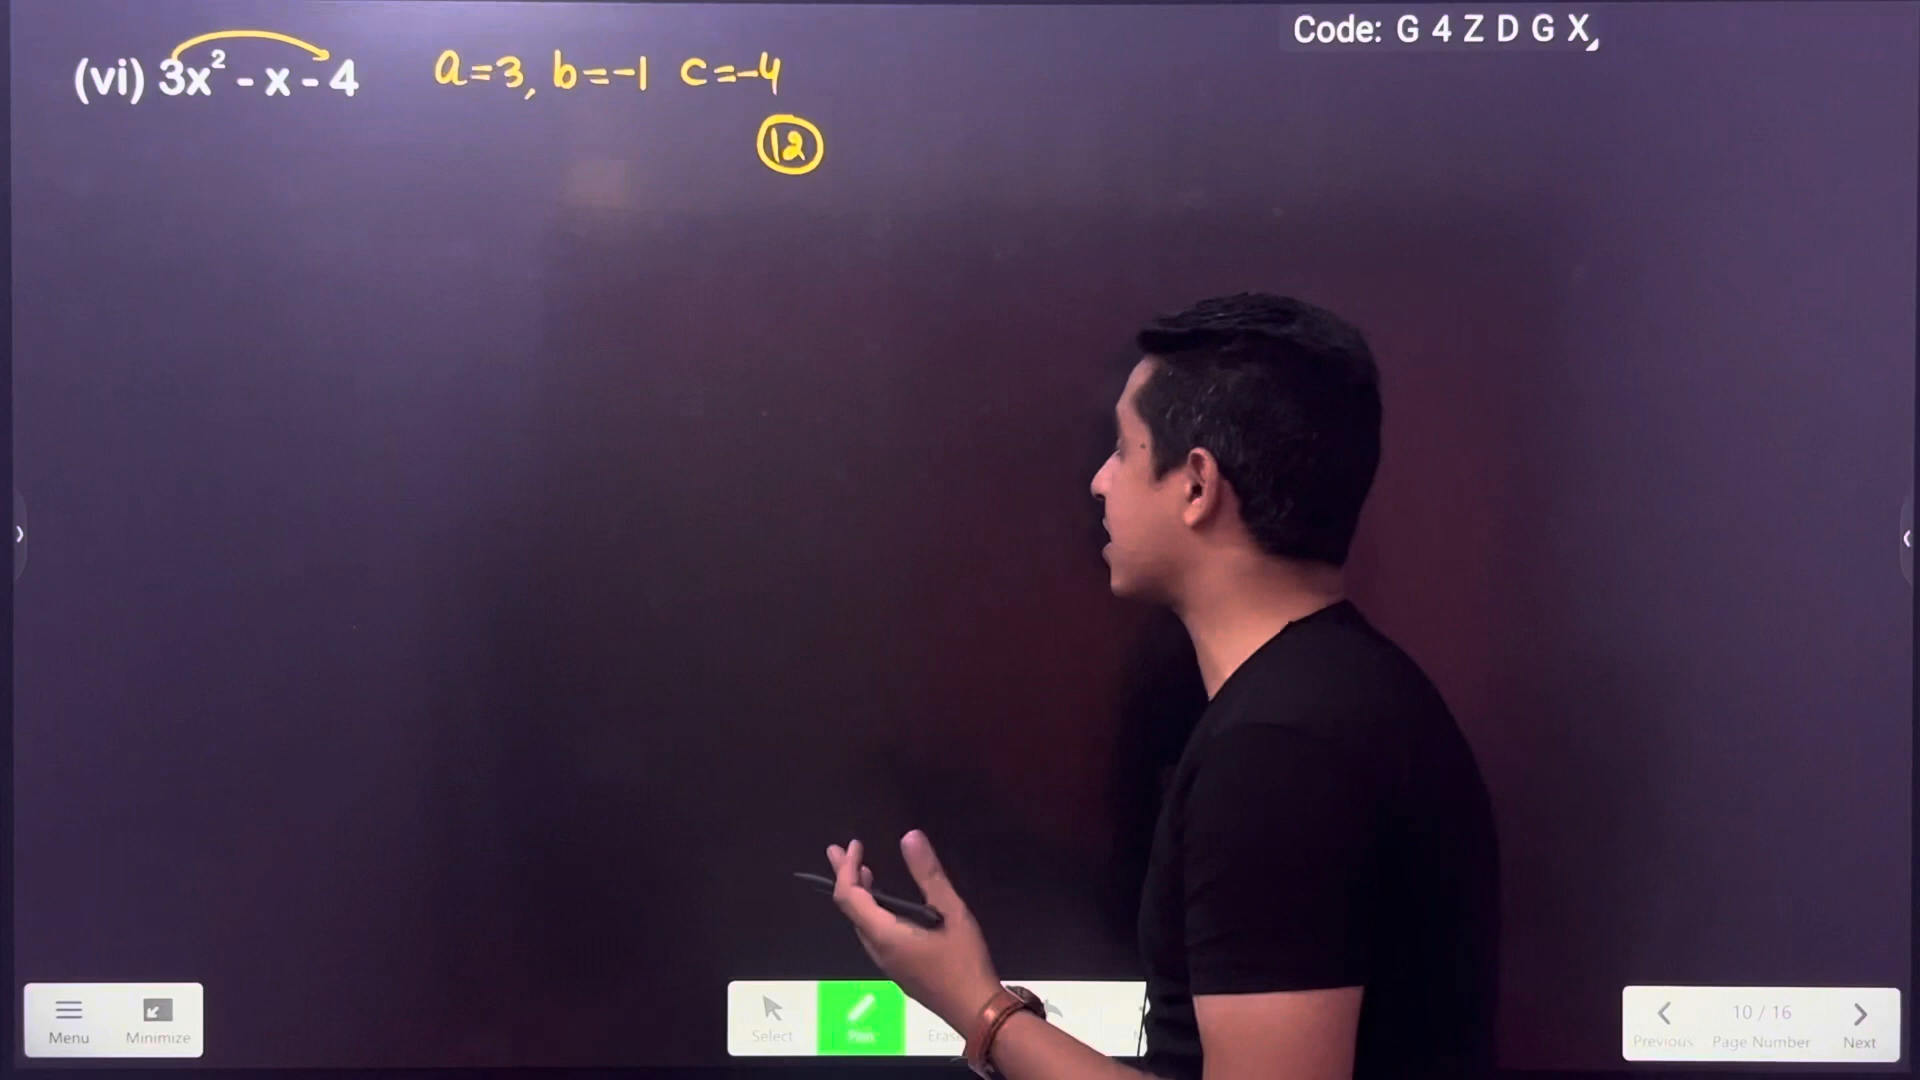 Code: G 4 Z D G X
(vi) 3x² - x - 4 a=3, b=-1 c=-4
12
Menu
Minimize
Select
Previous
10 / 16
Page Number
Next